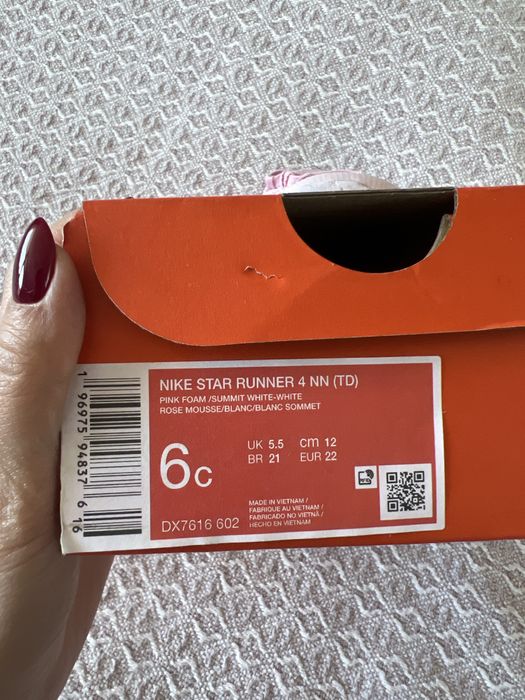 NIKE STAR RUNNER 4 NN (TD)
PINK FOAM /SUMMIT WHITE-WHITE
ROSE MOUSSE/BLANC/BLANC SOMMET
6C
UK 5.5 cm 12
BR 21 EUR 22
MADE IN VIETNAM /
FABRIQUE AU VIETNAM /
FABRICADO NO VIETNÃ /
HECHO EN VIETNAM
DX7616 602
1 96975 94837 6 16